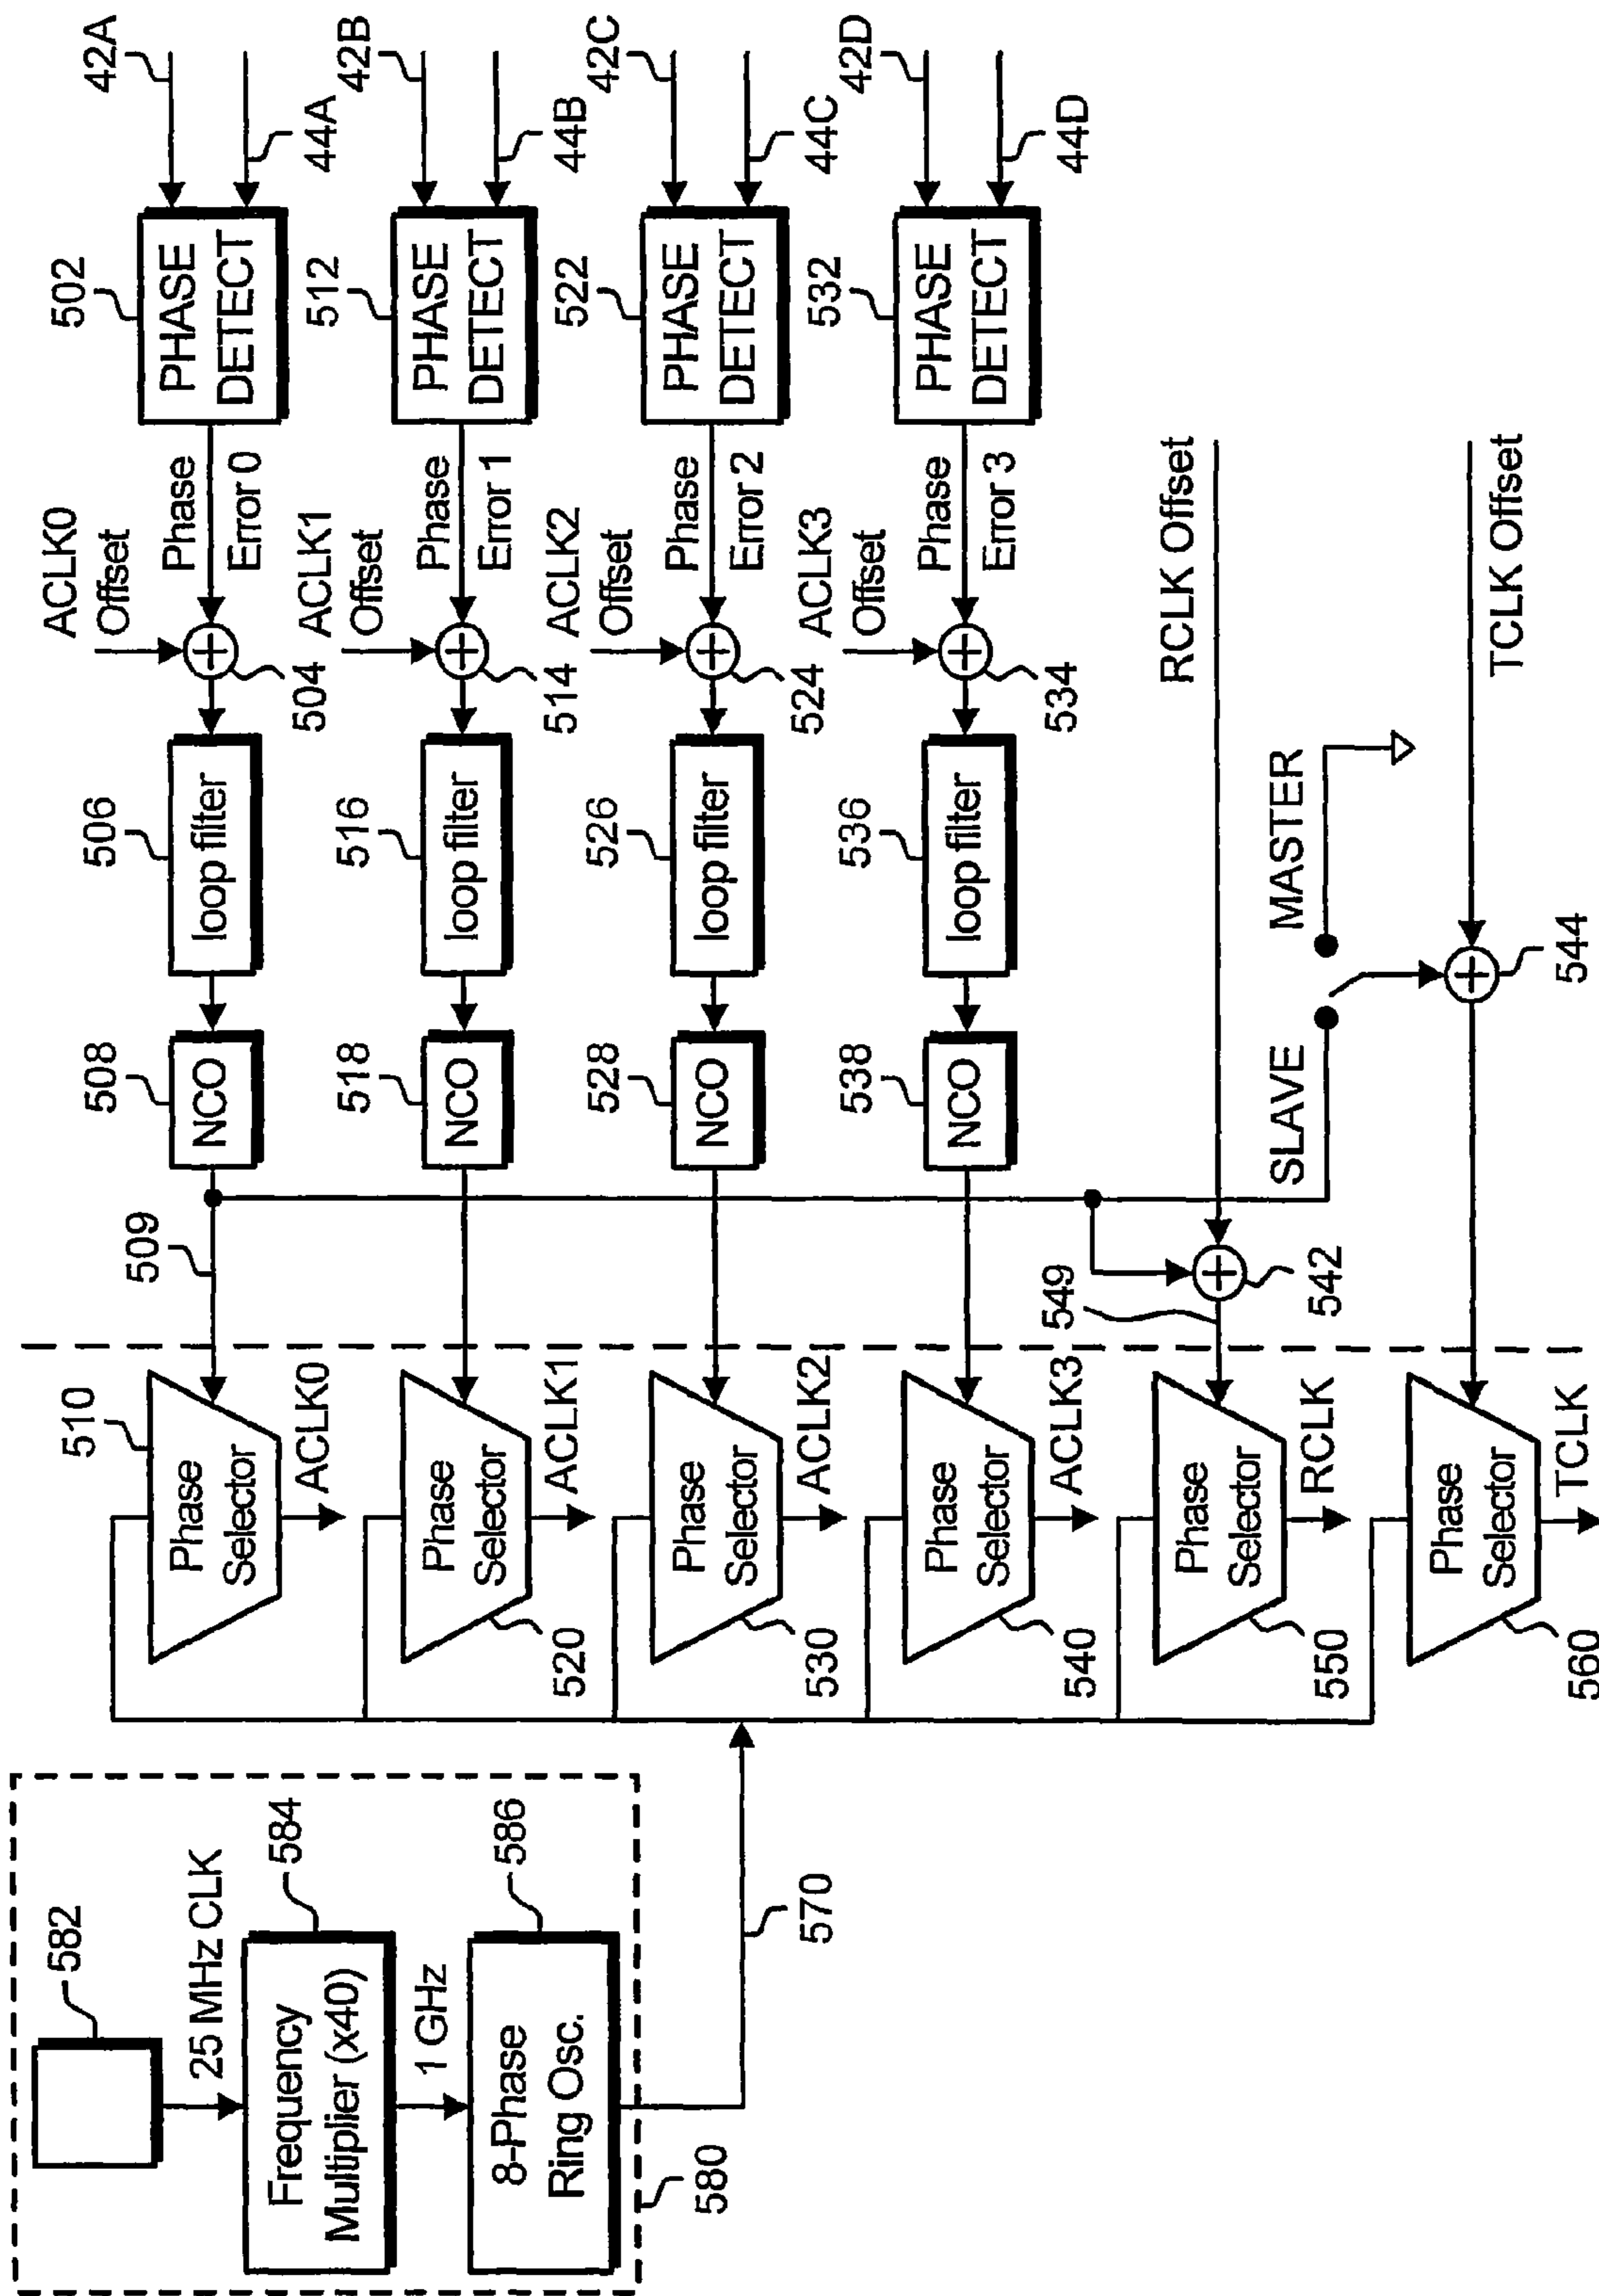 582
25 MHz CLK
584
Frequency
Multiplier (x40)
1 GHz
586
8-Phase
Ring Osc.
580
570
510
Phase
Selector
ACLK0
509
508
NCO
506
loop filter
ACLK0
Offset
504
Phase
Error 0
502
PHASE
DETECT
42A
44A
Phase
Selector
520
ACLK1
518
NCO
516
loop filter
ACLK1
Offset
514
Phase
Error 1
512
PHASE
DETECT
42B
44B
Phase
Selector
530
ACLK2
528
NCO
526
loop filter
ACLK2
Offset
524
Phase
Error 2
522
PHASE
DETECT
42C
44C
Phase
Selector
540
ACLK3
538
NCO
536
loop filter
ACLK3
Offset
534
Phase
Error 3
532
PHASE
DETECT
42D
44D
Phase
Selector
550
RCLK
549
542
RCLK Offset
SLAVE
MASTER
Phase
Selector
560
TCLK
544
TCLK Offset